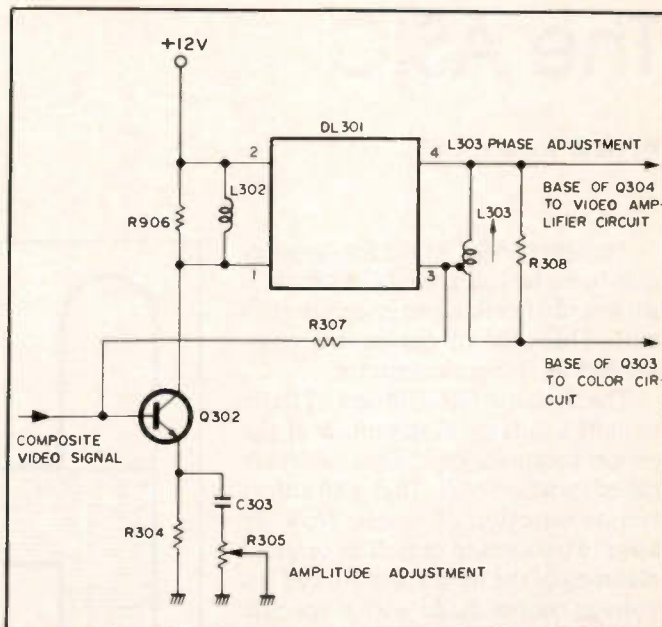 the ASIC
+12V
DL301
L303 PHASE ADJUSTMENT
2
4
BASE OF Q304
TO VIDEO AMP-
LIFIER CIRCUIT
L302
L303
R906
R308
1
3
R307
BASE OF Q303
TO COLOR CIR-
CUIT
Q302
COMPOSITE
VIDEO SIGNAL
C303
R304
R305
AMPLITUDE ADJUSTMENT